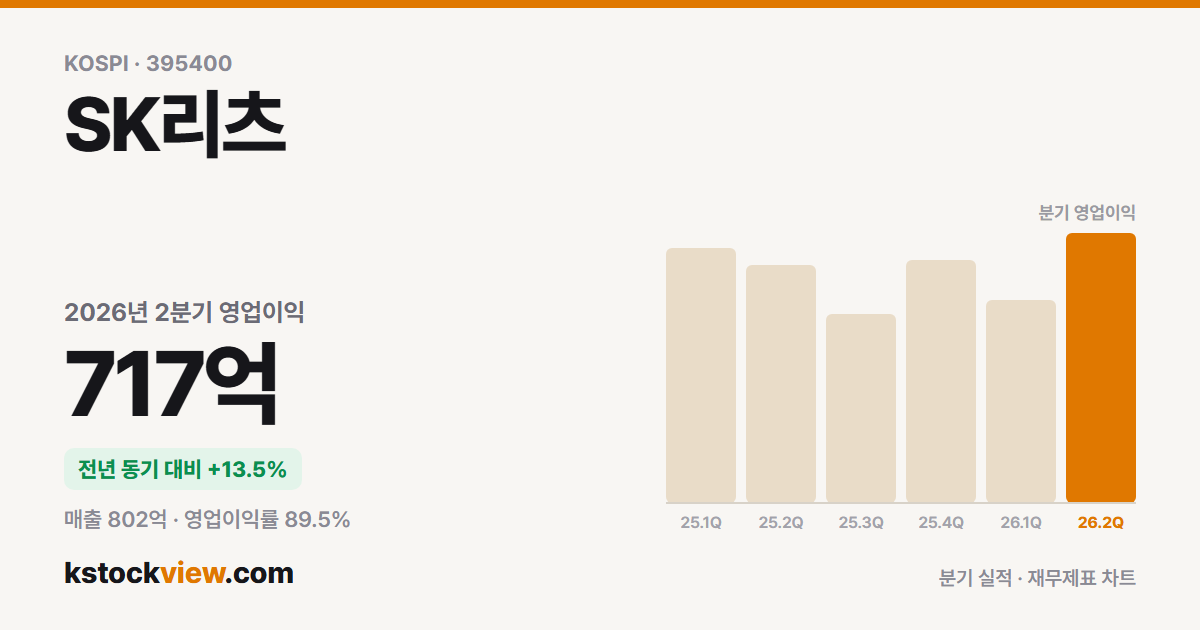 KOSPI · 395400
SK리츠
2026년 2분기 영업이익
717억
전년 동기 대비 +13.5%
매출 802억 · 영업이익률 89.5%
kstockview.com
분기 영업이익
25.1Q 25.2Q 25.3Q 25.4Q 26.1Q 26.2Q
분기 실적 · 재무제표 차트